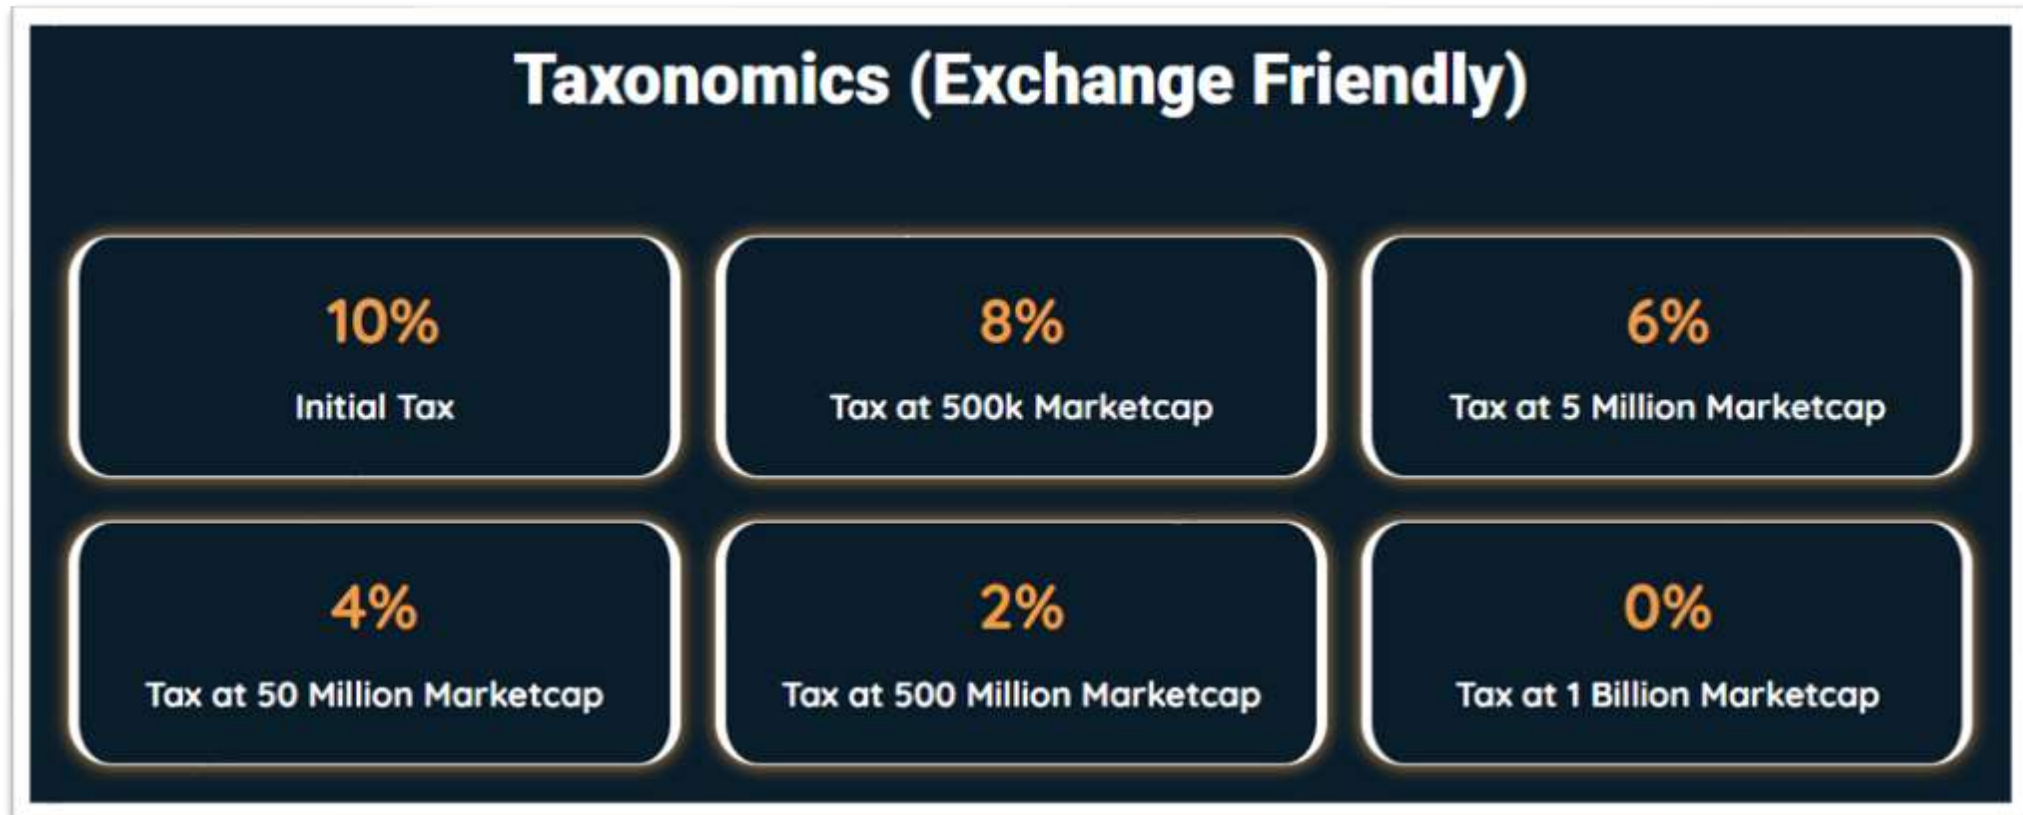 Taxonomics (Exchange Friendly)
10%
Initial Tax
8%
Tax at 500k Marketcap
6%
Tax at 5 Million Marketcap
4%
Tax at 50 Million Marketcap
2%
Tax at 500 Million Marketcap
0%
Tax at 1 Billion Marketcap